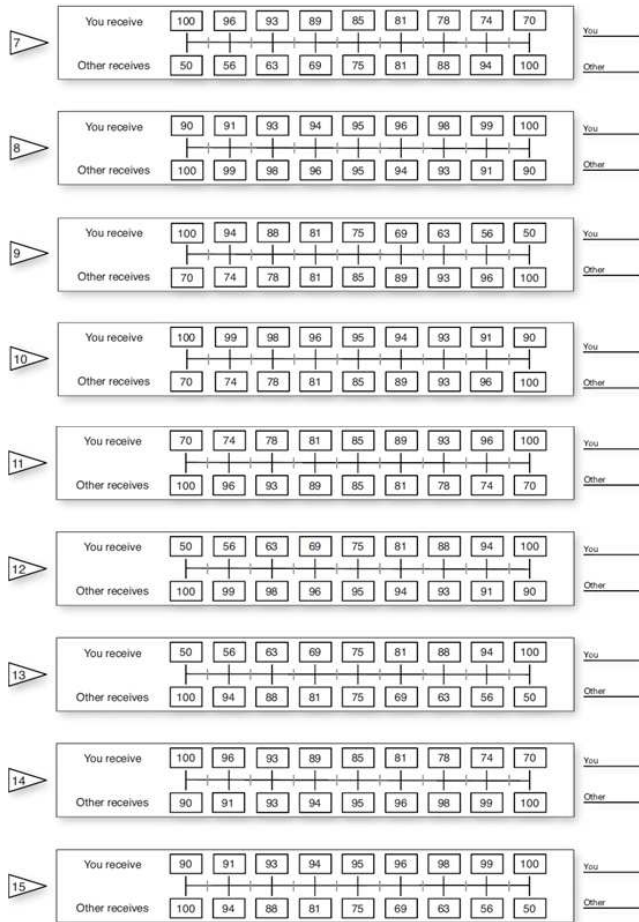 You receive 100 96 93 89 85 81 78 74 70
You
7
Other receives 50 56 63 69 75 81 88 94 100
Other
You receive 90 91 93 94 95 96 98 99 100
You
8
Other receives 100 99 98 96 95 94 93 91 90
Other
You receive 100 94 88 81 75 69 63 56 50
You
9
Other receives 70 74 78 81 85 89 93 96 100
Other
You receive 100 99 98 96 95 94 93 91 90
You
10
Other receives 70 74 78 81 85 89 93 96 100
Other
You receive 70 74 78 81 85 89 93 96 100
You
11
Other receives 100 96 93 89 85 81 78 74 70
Other
You receive 50 56 63 69 75 81 88 94 100
You
12
Other receives 100 99 98 96 95 94 93 91 90
Other
You receive 50 56 63 69 75 81 88 94 100
You
13
Other receives 100 94 88 81 75 69 63 56 50
Other
You receive 100 96 93 89 85 81 78 74 70
You
14
Other receives 90 91 93 94 95 96 98 99 100
Other
You receive 90 91 93 94 95 96 98 99 100
You
15
Other receives 100 94 88 81 75 69 63 56 50
Other